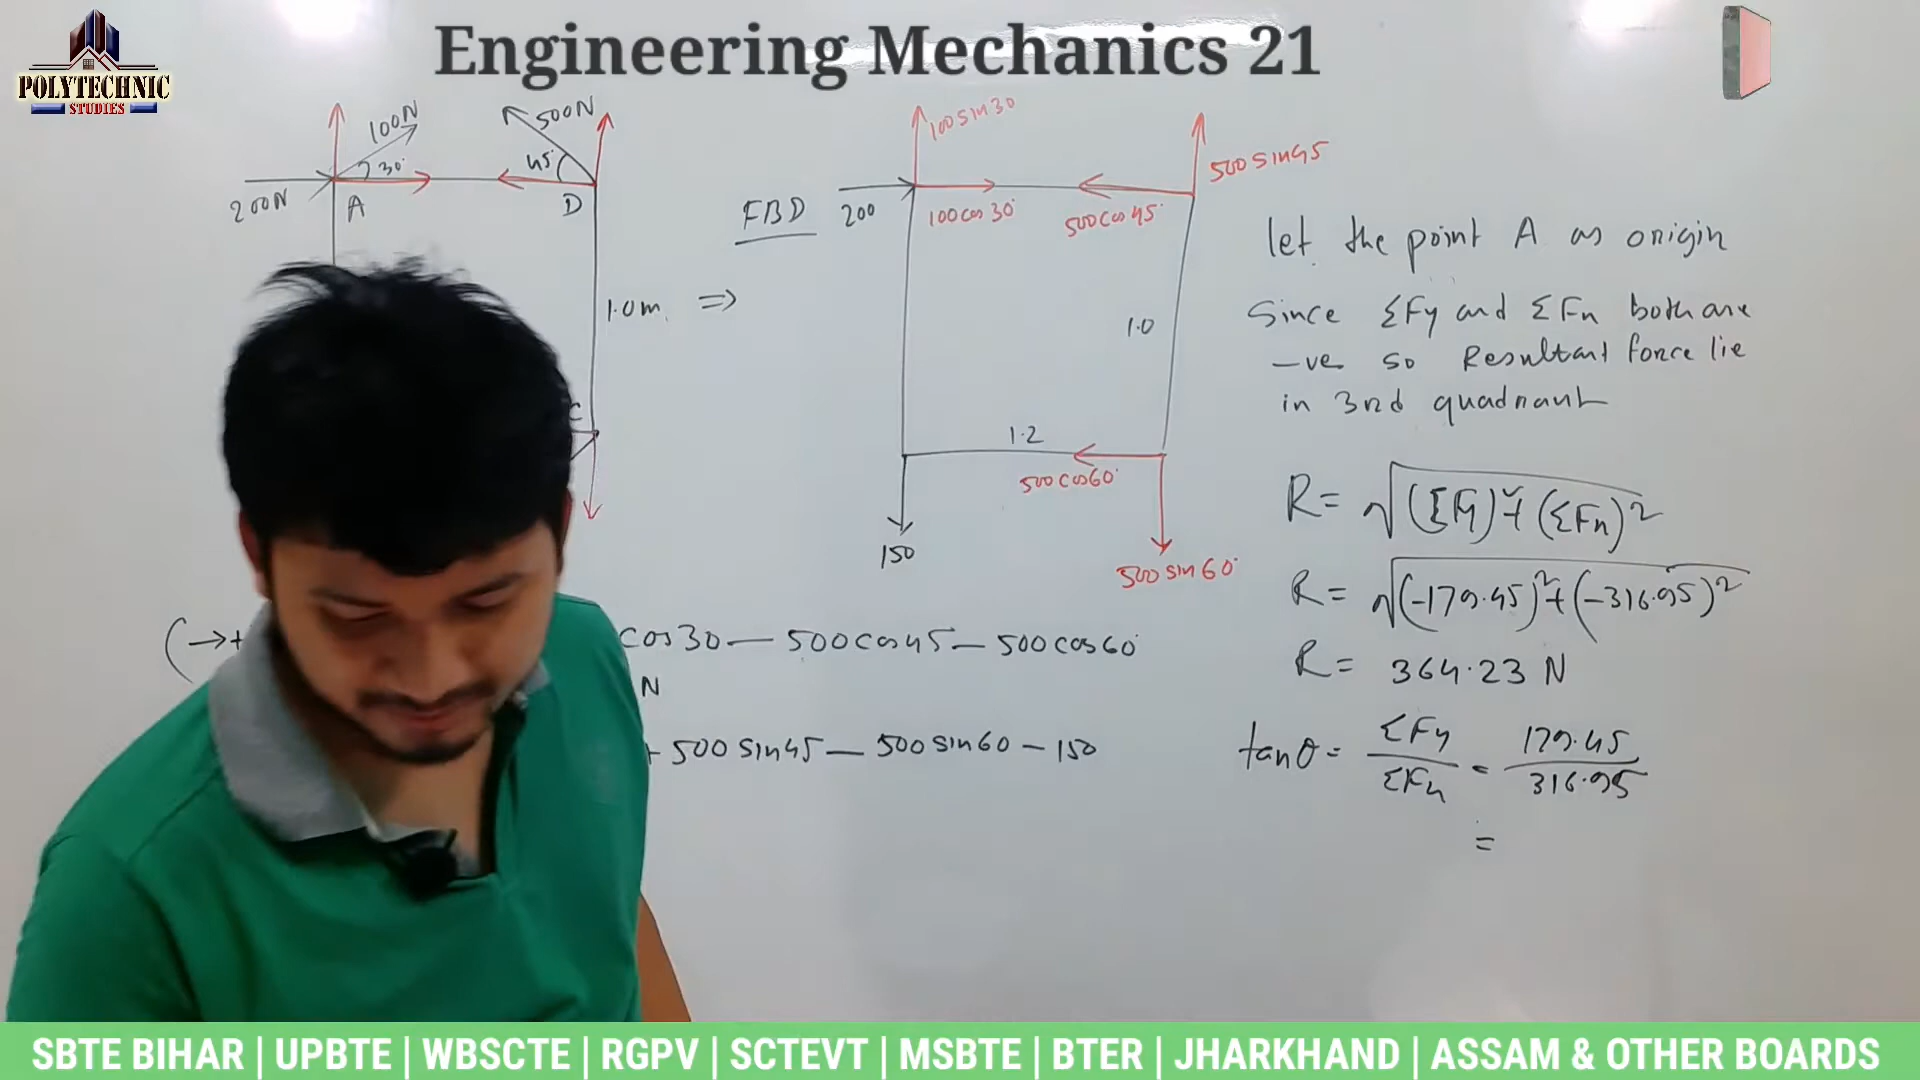 Engineering Mechanics 21
POLYTECHNIC
STUDIES
100N
30°
200N
A
500N
45°
D
1.0m.
⇒
C
FBD
200
100 sin 30
100 cos 30°
500 cos 45°
500 sin 45
1.0
1.2
500 cos 60°
150
500 sin 60°
(→+
cos 30 — 500 cos 45 — 500 cos 60°
N
+ 500 sin 45 — 500 sin 60 - 150
let the point A as origin
Since ΣFy and ΣFx both are
-ve so Resultant force lie
in 3rd quadrant
R= √(ΣFy)²+(ΣFx)²
R= √(-179.45)²+(-316.95)²
R= 364.23 N
tanθ = ΣFy/ΣFx = 179.45/316.95
=
SBTE BIHAR | UPBTE | WBSCTE | RGPV | SCTEVT | MSBTE | BTER | JHARKHAND | ASSAM & OTHER BOARDS